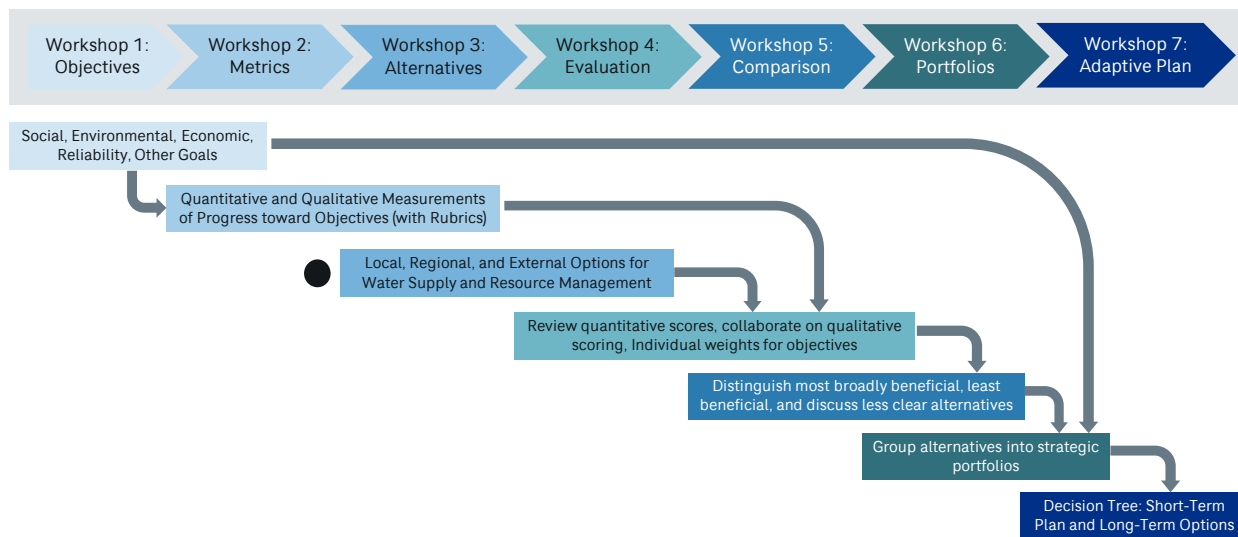 Workshop 1:
Objectives
Workshop 2:
Metrics
Workshop 3:
Alternatives
Workshop 4:
Evaluation
Workshop 5:
Comparison
Workshop 6:
Portfolios
Workshop 7:
Adaptive Plan
Social, Environmental, Economic,
Reliability, Other Goals
Quantitative and Qualitative Measurements
of Progress toward Objectives (with Rubrics)
Local, Regional, and External Options for
Water Supply and Resource Management
Review quantitative scores, collaborate on qualitative
scoring, Individual weights for objectives
Distinguish most broadly beneficial, least
beneficial, and discuss less clear alternatives
Group alternatives into strategic
portfolios
Decision Tree: Short-Term
Plan and Long-Term Options